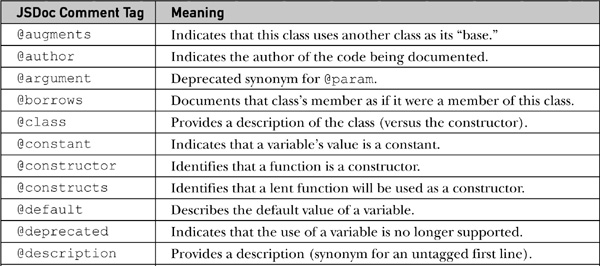 JSDoc Comment Tag Meaning
@augments Indicates that this class uses another class as its “base.”
@author Indicates the author of the code being documented.
@argument Deprecated synonym for @param.
@borrows Documents that class’s member as if it were a member of this class.
@class Provides a description of the class (versus the constructor).
@constant Indicates that a variable’s value is a constant.
@constructor Identifies that a function is a constructor.
@constructs Identifies that a lent function will be used as a constructor.
@default Describes the default value of a variable.
@deprecated Indicates that the use of a variable is no longer supported.
@description Provides a description (synonym for an untagged first line).